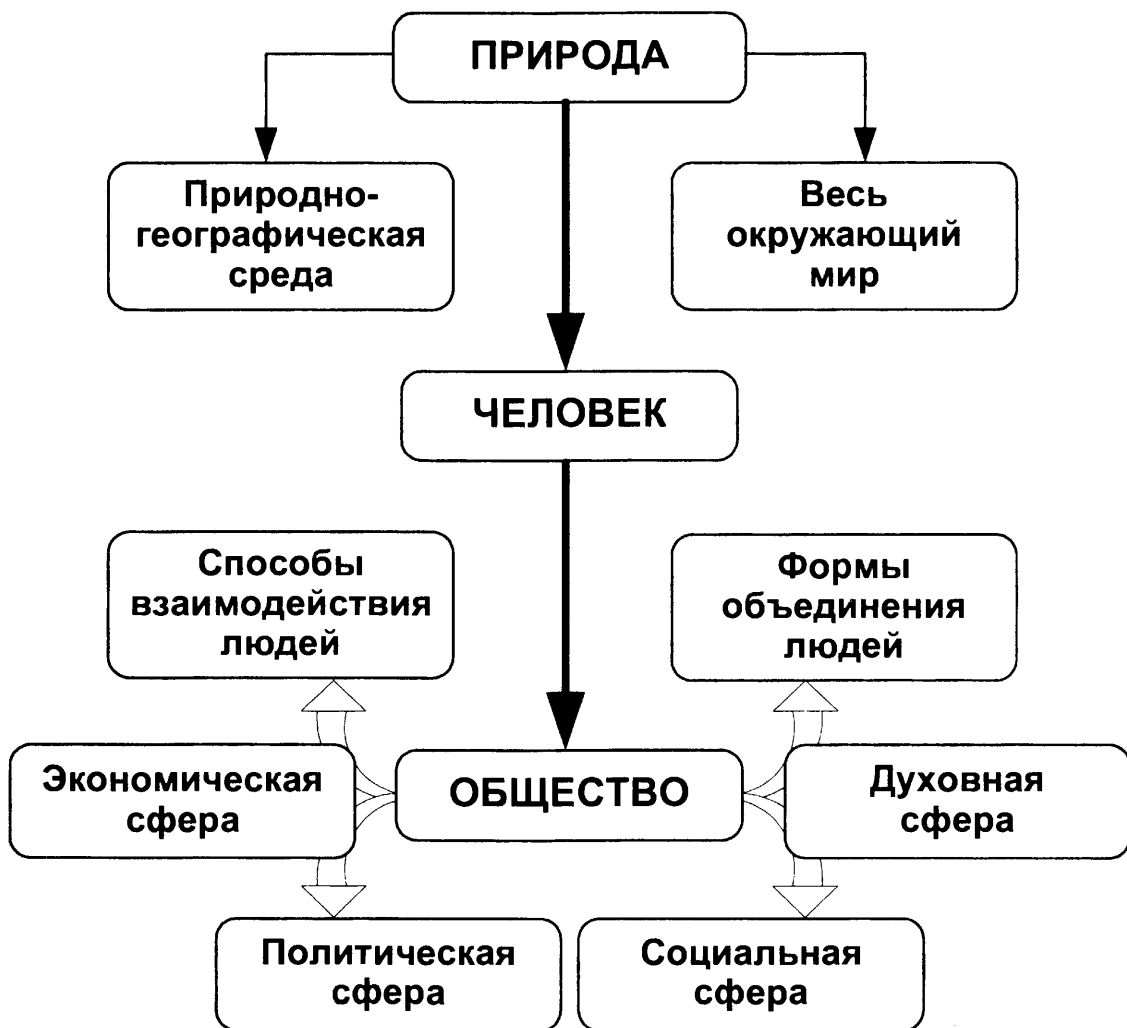 ПРИРОДА
Природно-
географическая
среда
Весь
окружающий
мир
ЧЕЛОВЕК
Способы
взаимодействия
людей
Формы
объединения
людей
Экономическая
сфера
ОБЩЕСТВО
Духовная
сфера
Политическая
сфера
Социальная
сфера